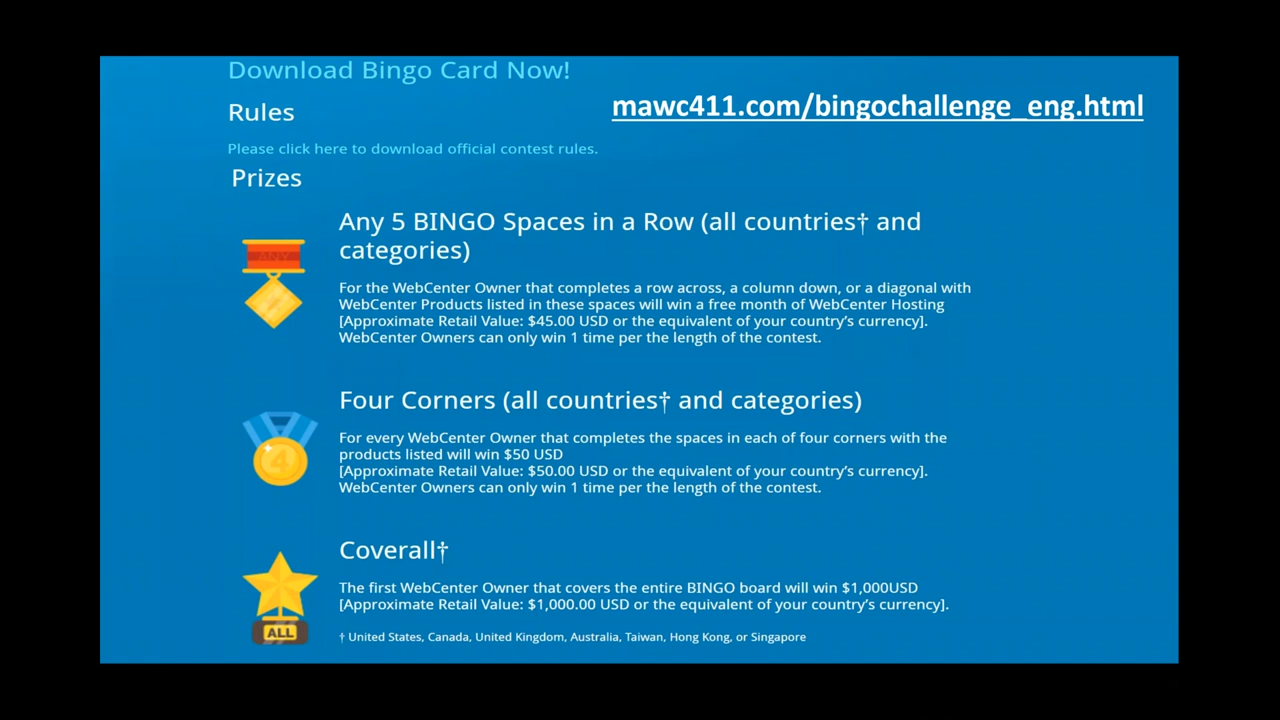 Download Bingo Card Now!
mawc411.com/bingochallenge_eng.html
Rules
Please click here to download official contest rules.
Prizes
ANY
Any 5 BINGO Spaces in a Row (all countries† and
categories)
For the WebCenter Owner that completes a row across, a column down, or a diagonal with
WebCenter Products listed in these spaces will win a free month of WebCenter Hosting
[Approximate Retail Value: $45.00 USD or the equivalent of your country’s currency].
WebCenter Owners can only win 1 time per the length of the contest.
4
Four Corners (all countries† and categories)
For every WebCenter Owner that completes the spaces in each of four corners with the
products listed will win $50 USD
[Approximate Retail Value: $50.00 USD or the equivalent of your country’s currency].
WebCenter Owners can only win 1 time per the length of the contest.
ALL
Coverall†
The first WebCenter Owner that covers the entire BINGO board will win $1,000USD
[Approximate Retail Value: $1,000.00 USD or the equivalent of your country’s currency].
† United States, Canada, United Kingdom, Australia, Taiwan, Hong Kong, or Singapore